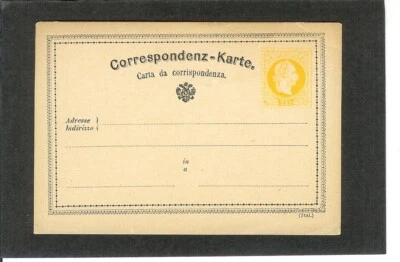 Correspondenz-Karte.
Carta da corrispondenza.
Adresse
Indirizzo
in
a
(Ital.)